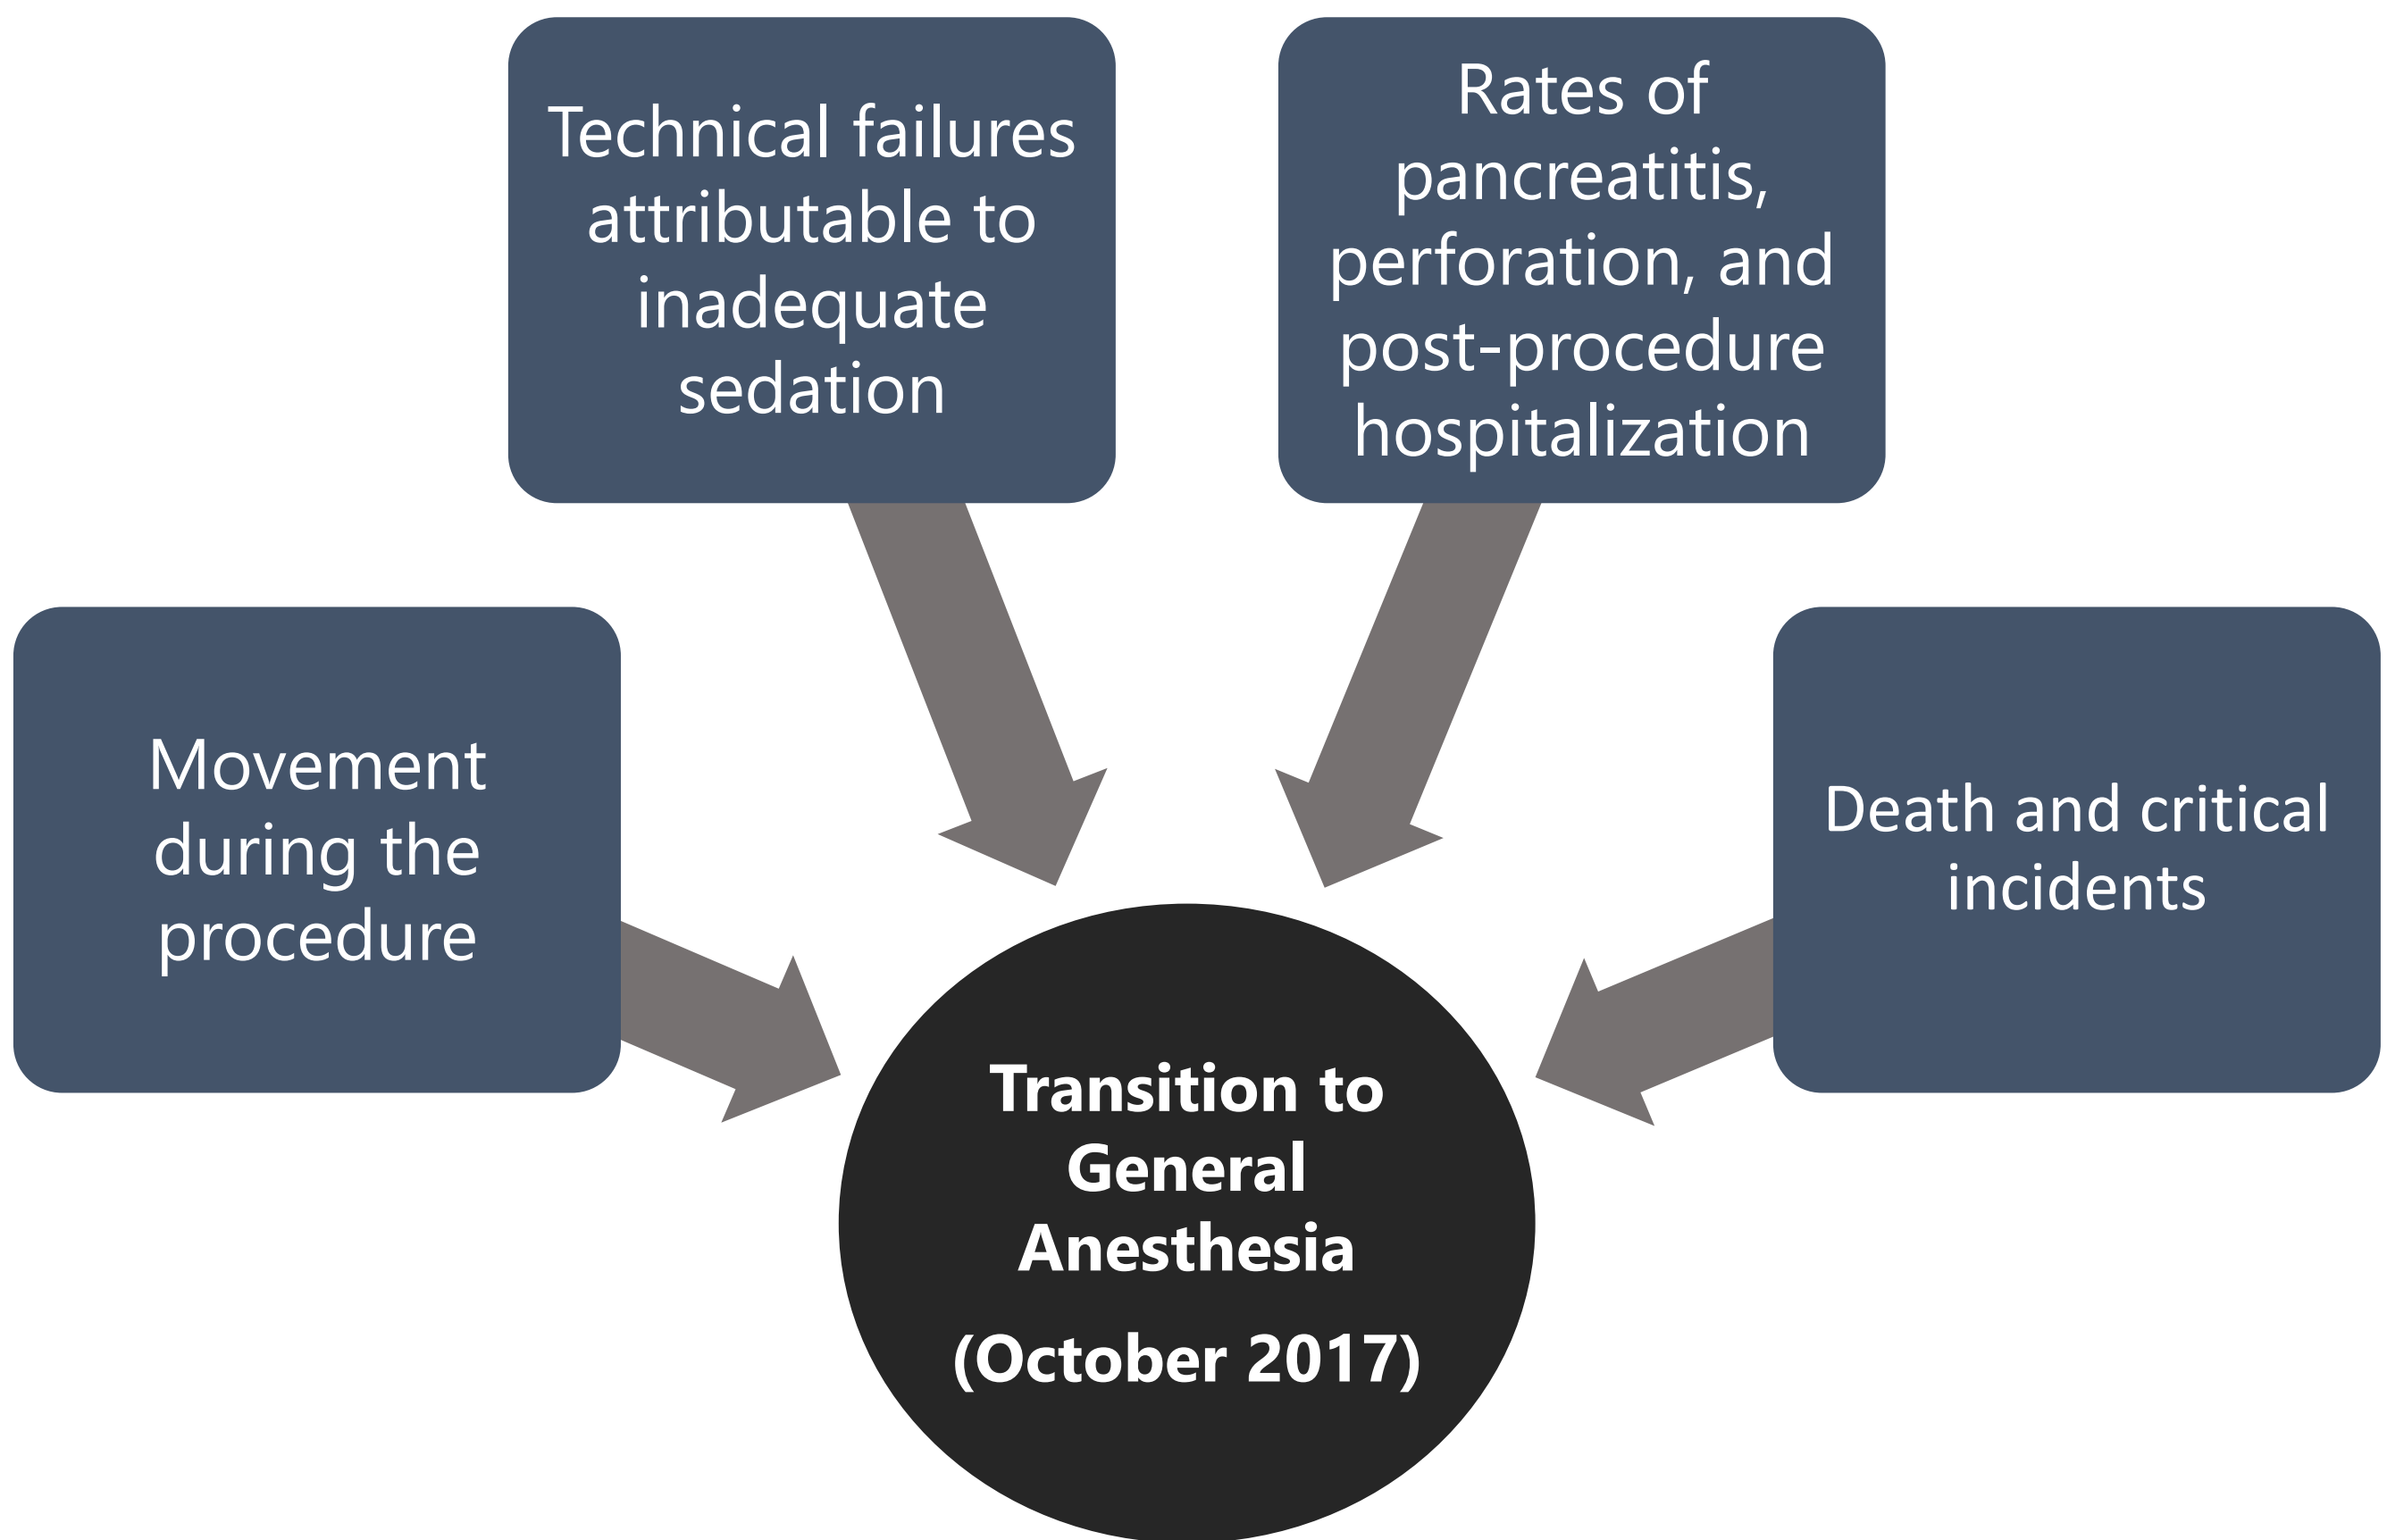 Technical failures
attributable to
inadequate
sedation
Rates of
pancreatitis,
perforation, and
post-procedure
hospitalization
Movement
during the
procedure
Death and critical
incidents
Transition to
General
Anesthesia
(October 2017)